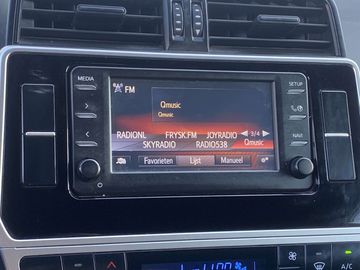 MEDIA
FM
SETUP
Qmusic
Qmusic
NAVI
3/4
RADIONL FRYSK.FM JOYRADIO
SKYRADIO RADIO538 Qmusic
Favorieten Lijst Manueel
A/C